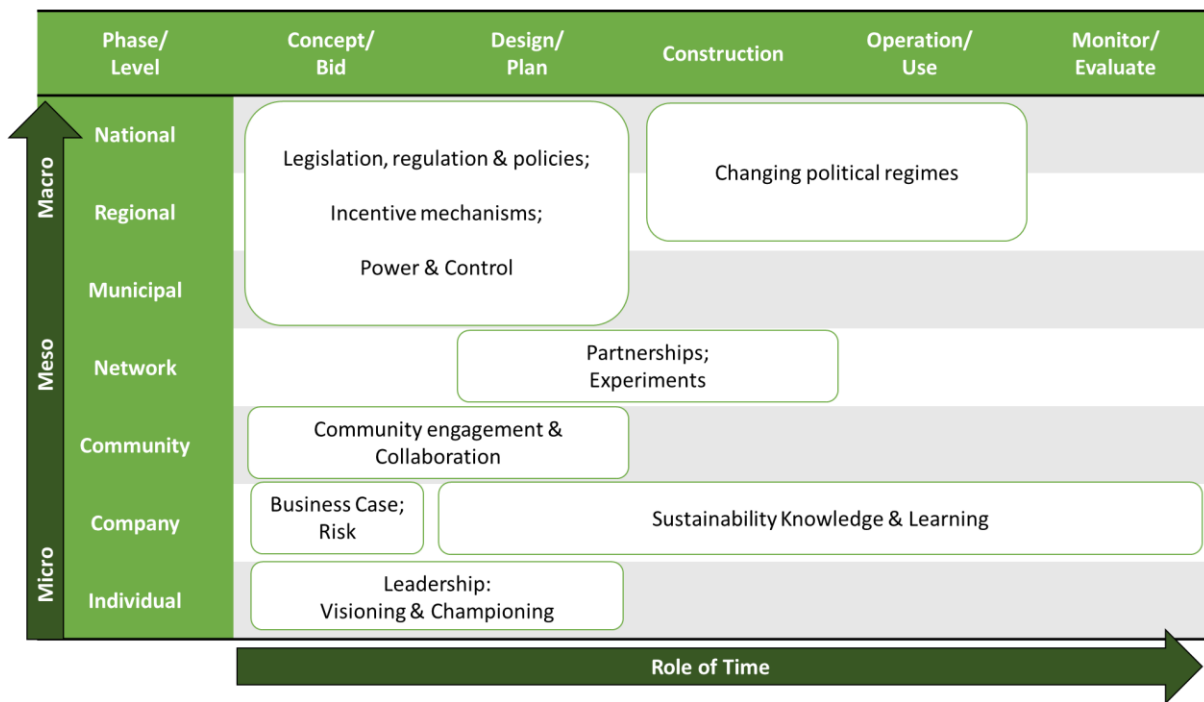 Phase/
Level
Concept/
Bid
Design/
Plan
Construction
Operation/
Use
Monitor/
Evaluate
Macro
Meso
Micro
National
Regional
Municipal
Network
Community
Company
Individual
Legislation, regulation & policies;
Incentive mechanisms;
Power & Control
Changing political regimes
Partnerships;
Experiments
Community engagement &
Collaboration
Business Case;
Risk
Sustainability Knowledge & Learning
Leadership:
Visioning & Championing
Role of Time